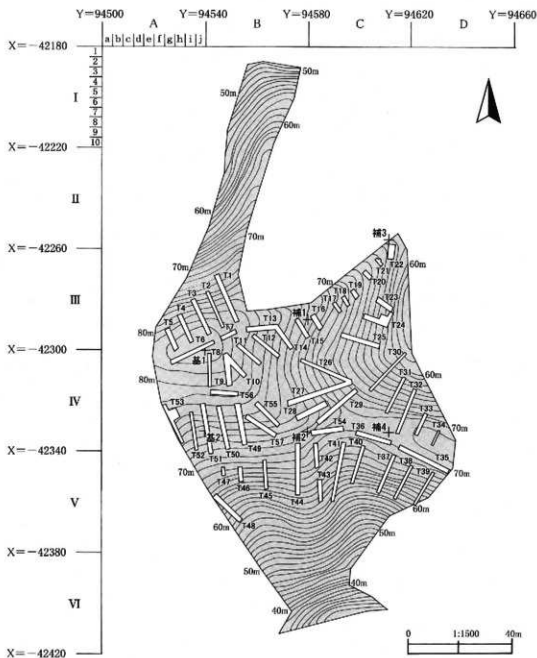 Y=94500 Y=94540 Y=94580 Y=94620 Y=94660
A B C D
a b c d e f g h i j
X=-42180
1
2
3
4
5
6
7
8
9
10
I
50m 50m
60m
X=-42220
II
60m
70m
補3
X=-42260
70m
60m
T22
T21
T20
T19
T18
T17
T16
T1
T2
T3
T4
T5
III
補1
T13
T23
T24
T15
T14
T25
80m
T6
T7
T8
T11
T12
基1
X=-42300
80m
T26
T30
T9
T10
60m
T31
T32
T56
T27
T29
IV
T53
T55
T28
T33
T34
基2
T54
T36
補4
補2
T57
T49
T50
T51
T52
X=-42340
70m
T42
T40
T35
T37
T38
T39
70m
T47
T46
T45
T44
T43
V
T48
60m
60m
X=-42380
50m
50m
VI
40m
40m
X=-42420
0 1:1500 40m